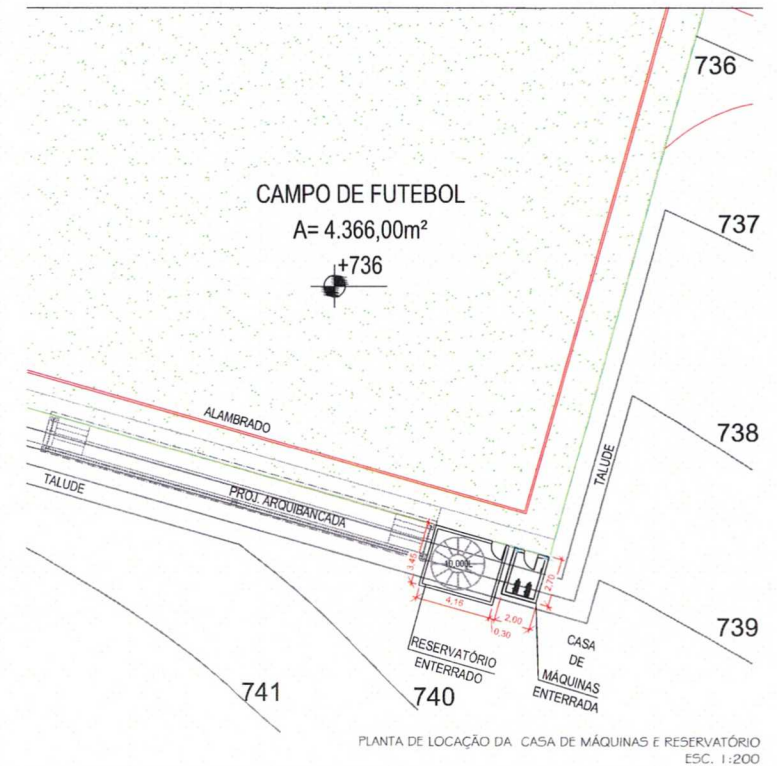 736
CAMPO DE FUTEBOL
A= 4.366,00m²
+736
737
738
739
740
741
ALAMBRADO
TALUDE
PROJ. ARQUIBANCADA
TALUDE
10.000L
3,45
4,16
2,60
0,36
2,70
RESERVATÓRIO
ENTERRADO
CASA
DE
MÁQUINAS
ENTERRADA
PLANTA DE LOCAÇÃO DA CASA DE MÁQUINAS E RESERVATÓRIO
ESC. 1:200